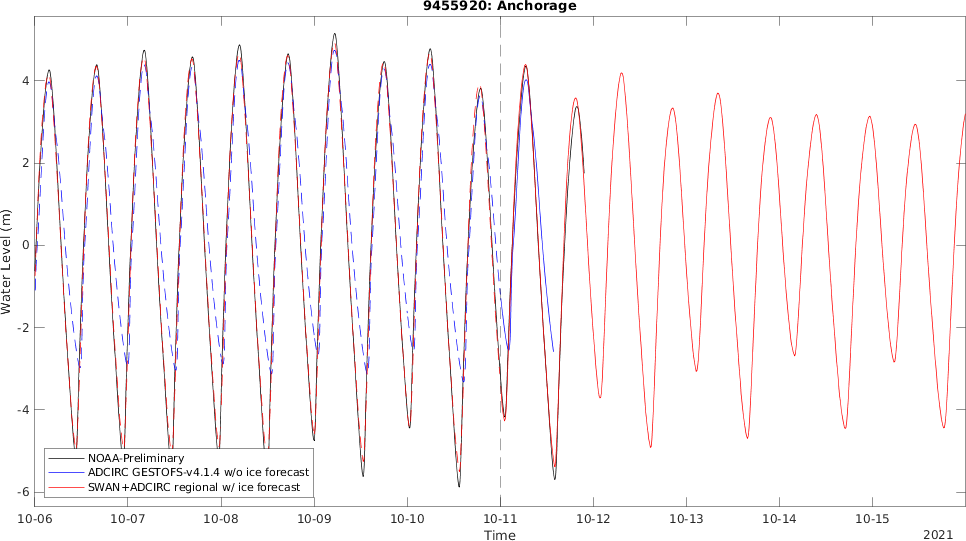 9455920: Anchorage
Water Level (m)
4
2
0
-2
-4
-6
NOAA-Preliminary
ADCIRC GESTOFS-v4.1.4 w/o ice forecast
SWAN+ADCIRC regional w/ ice forecast
10-06 10-07 10-08 10-09 10-10 10-11 10-12 10-13 10-14 10-15
Time
2021